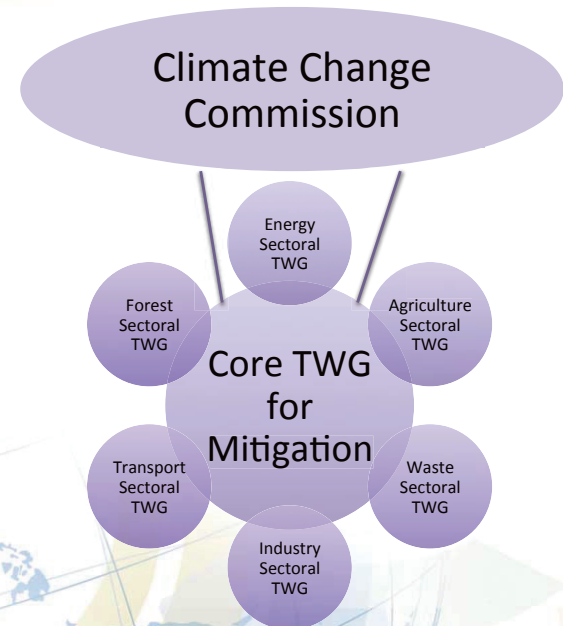 Climate Change
Commission
Energy
Sectoral
TWG
Forest
Sectoral
TWG
Agriculture
Sectoral
TWG
Core TWG
for
Mitigation
Transport
Sectoral
TWG
Waste
Sectoral
TWG
Industry
Sectoral
TWG